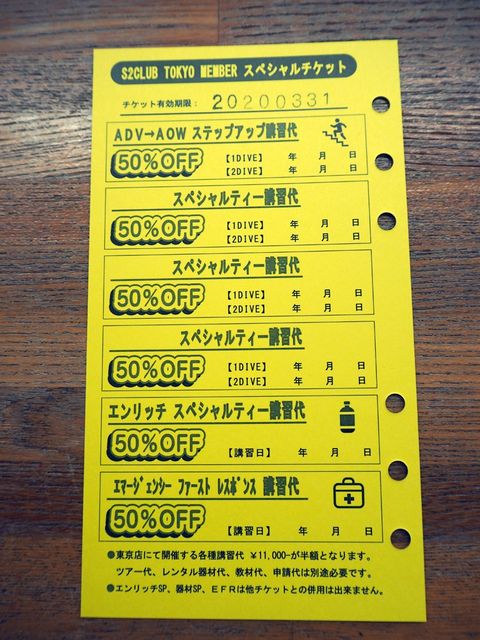 S2CLUB TOKYO MEMBER スペシャルチケット
チケット有効期限： 20200331
ADV→AOW ステップアップ講習代
50%OFF 【1DIVE】 年 月 日
【2DIVE】 年 月 日
スペシャルティー講習代
50%OFF 【1DIVE】 年 月 日
【2DIVE】 年 月 日
スペシャルティー講習代
50%OFF 【1DIVE】 年 月 日
【2DIVE】 年 月 日
スペシャルティー講習代
50%OFF 【1DIVE】 年 月 日
【2DIVE】 年 月 日
エンリッチ スペシャルティー講習代
50%OFF 【講習日】 年 月 日
エマージェンシー ファースト レスポンス 講習代
50%OFF 【講習日】 年 月 日
●東京店にて開催する各種講習代 ￥11,000-が半額となります。
ツアー代、レンタル器材代、教材代、申請代は別途必要です。
●エンリッチSP、器材SP、EFRは他チケットとの併用は出来ません。